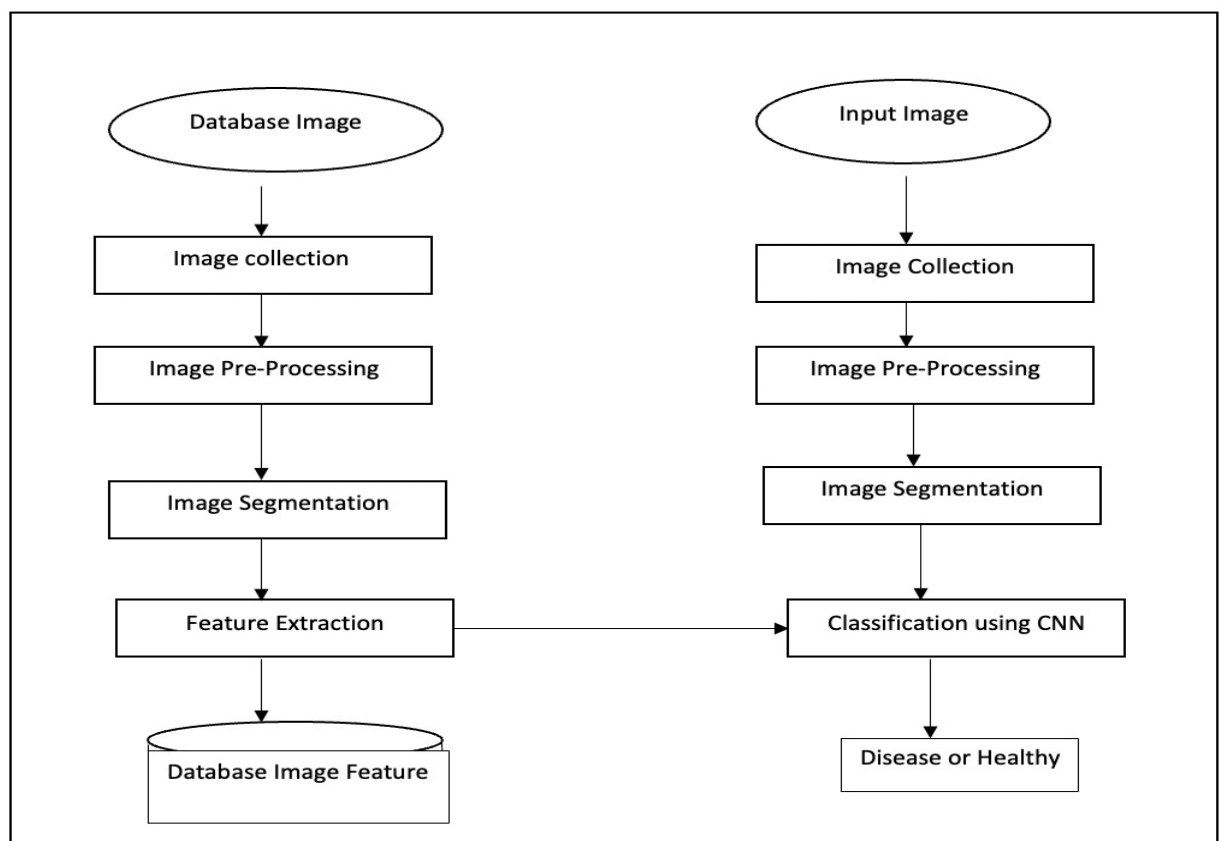 Database Image
Image collection
Image Pre-Processing
Image Segmentation
Feature Extraction
Database Image Feature
Input Image
Image Collection
Image Pre-Processing
Image Segmentation
Classification using CNN
Disease or Healthy